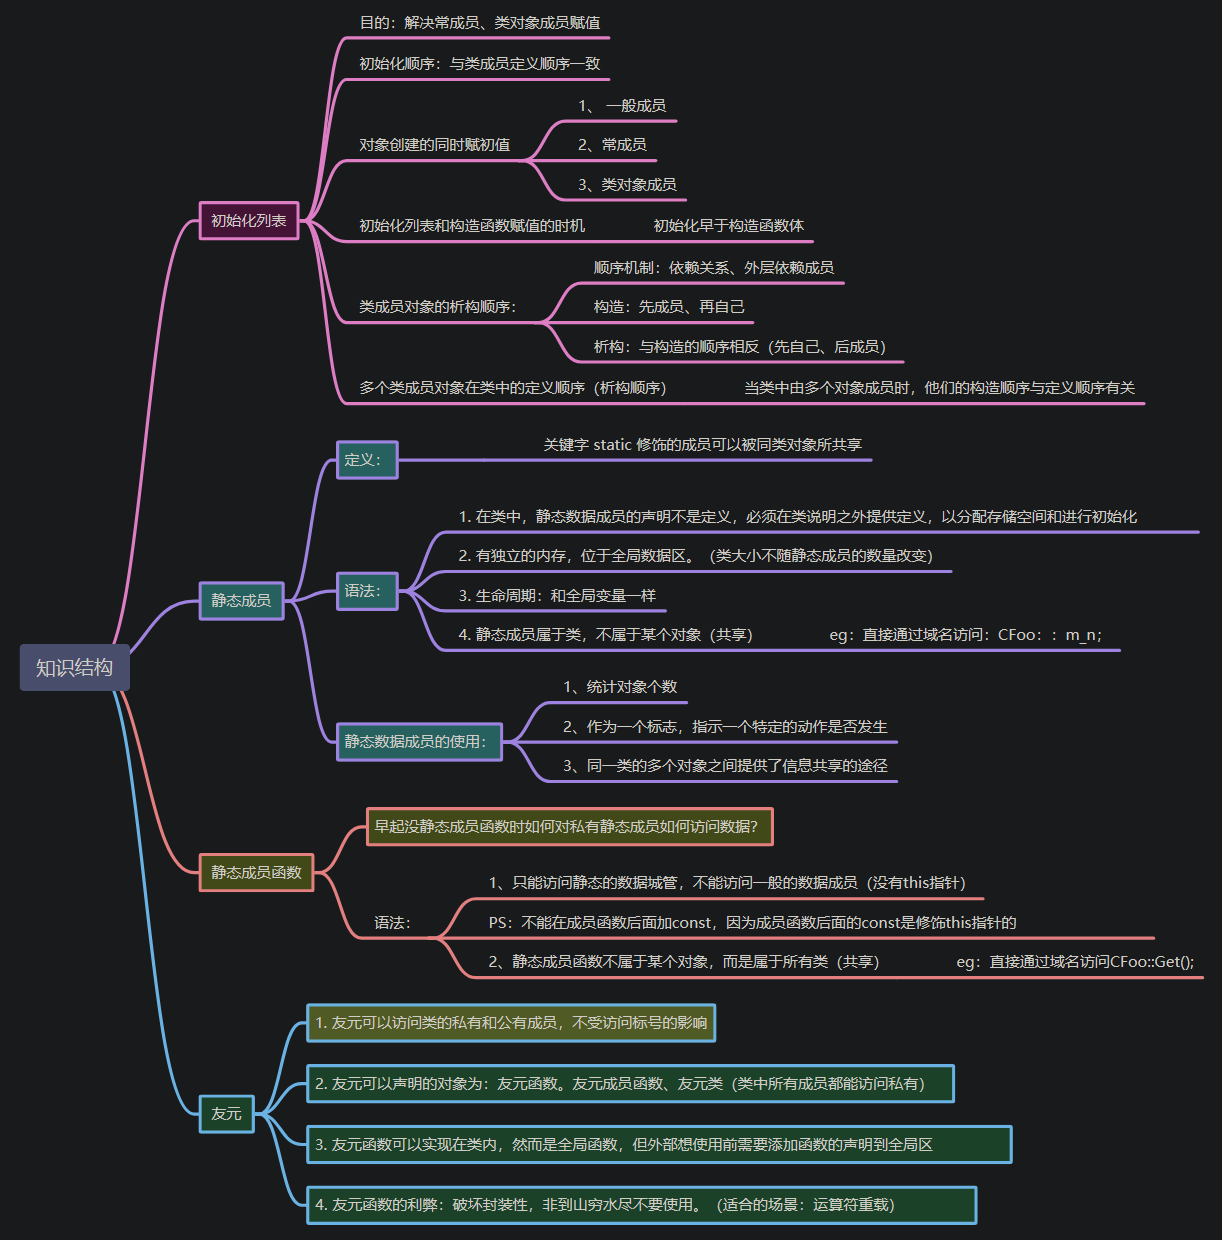 目的：解决常成员、类对象成员赋值
初始化顺序：与类成员定义顺序一致
1、 一般成员
对象创建的同时赋初值
2、常成员
3、类对象成员
初始化列表
初始化列表和构造函数赋值的时机
初始化早于构造函数体
顺序机制：依赖关系、外层依赖成员
类成员对象的析构顺序：
构造：先成员、再自己
析构：与构造的顺序相反（先自己、后成员）
多个类成员对象在类中的定义顺序（析构顺序）
当类中由多个对象成员时，他们的构造顺序与定义顺序有关
定义：
关键字 static 修饰的成员可以被同类对象所共享
1. 在类中，静态数据成员的声明不是定义，必须在类说明之外提供定义，以分配存储空间和进行初始化
2. 有独立的内存，位于全局数据区。（类大小不随静态成员的数量改变）
静态成员
语法：
3. 生命周期：和全局变量一样
4. 静态成员属于类，不属于某个对象（共享）
eg：直接通过域名访问：CFoo：：m_n；
知识结构
1、统计对象个数
静态数据成员的使用：
2、作为一个标志，指示一个特定的动作是否发生
3、同一类的多个对象之间提供了信息共享的途径
早起没静态成员函数时如何对私有静态成员如何访问数据？
静态成员函数
1、只能访问静态的数据城管，不能访问一般的数据成员（没有this指针）
语法：
PS：不能在成员函数后面加const，因为成员函数后面的const是修饰this指针的
2、静态成员函数不属于某个对象，而是属于所有类（共享）
eg：直接通过域名访问CFoo::Get();
1. 友元可以访问类的私有和公有成员，不受访问标号的影响
2. 友元可以声明的对象为：友元函数。友元成员函数、友元类（类中所有成员都能访问私有）
友元
3. 友元函数可以实现在类内，然而是全局函数，但外部想使用前需要添加函数的声明到全局区
4. 友元函数的利弊：破坏封装性，非到山穷水尽不要使用。（适合的场景：运算符重载）